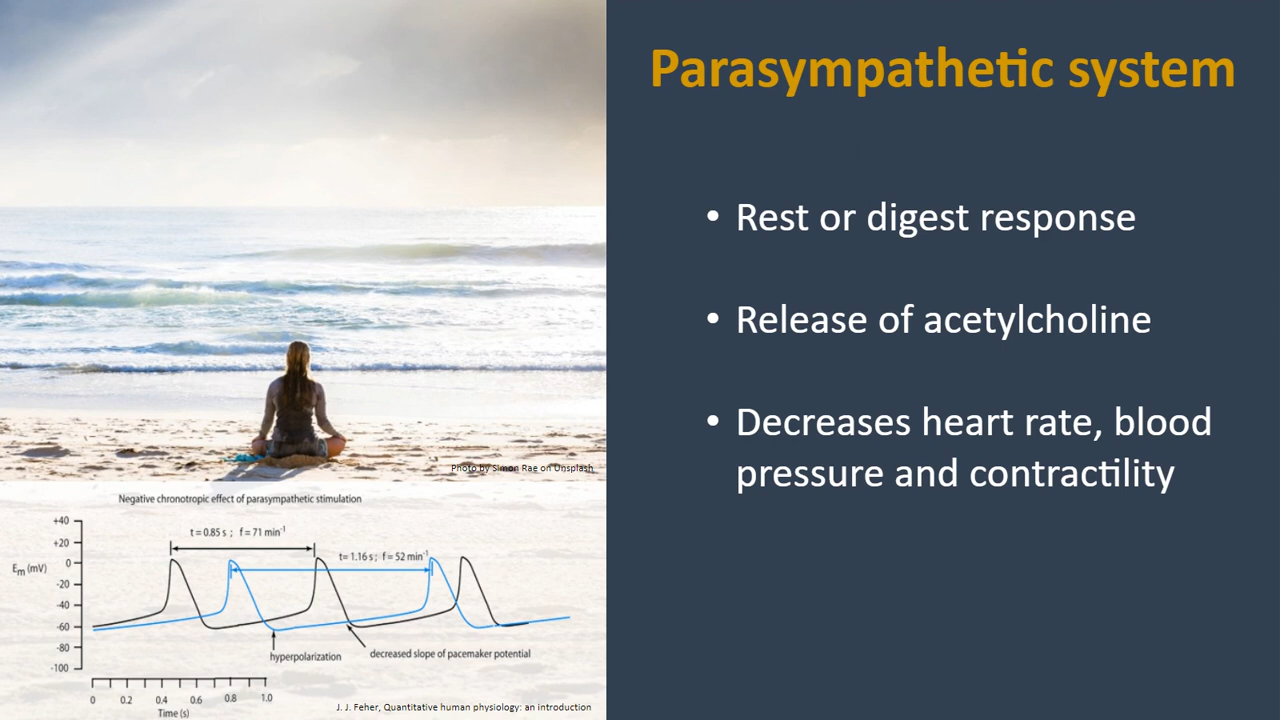 Parasympathetic system
• Rest or digest response
• Release of acetylcholine
• Decreases heart rate, blood
pressure and contractility
Photo by Simon Rae on Unsplash
Negative chronotropic effect of parasympathetic stimulation
+40
+20
0
-20
-40
-60
-80
-100
Em (mV)
t = 0.85 s ; f = 71 min-1
t= 1.16 s ; f = 52 min-1
hyperpolarization
decreased slope of pacemaker potential
0 0.2 0.4 0.6 0.8 1.0
Time (s)
J. J. Feher, Quantitative human physiology: an introduction